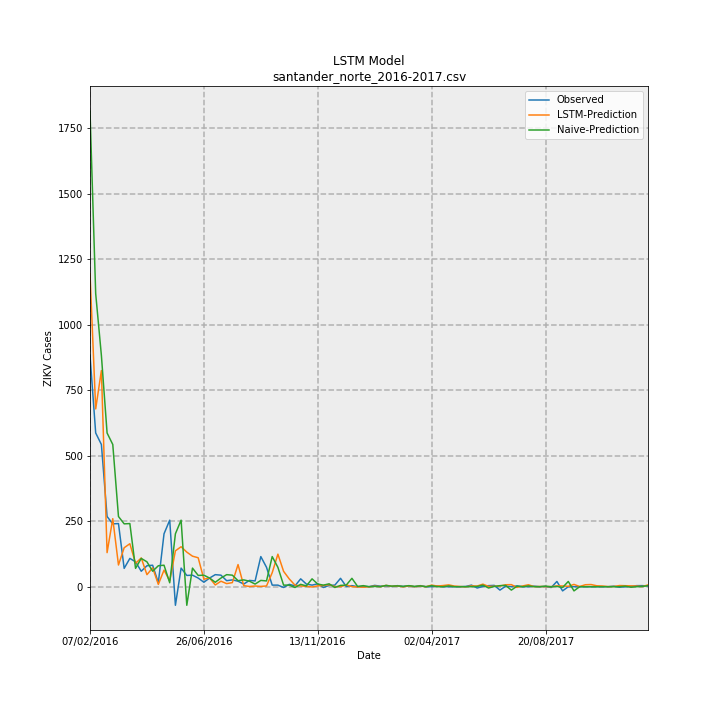 LSTM Model
santander_norte_2016-2017.csv
Observed
LSTM-Prediction
Naive-Prediction
ZIKV Cases
1750
1500
1250
1000
750
500
250
0
07/02/2016
26/06/2016
13/11/2016
02/04/2017
20/08/2017
Date